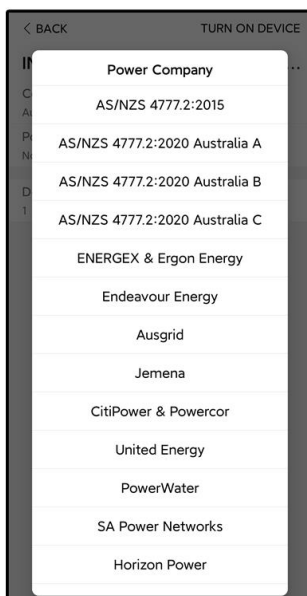 < BACK TURN ON DEVICE
Power Company
AS/NZS 4777.2:2015
AS/NZS 4777.2:2020 Australia A
AS/NZS 4777.2:2020 Australia B
AS/NZS 4777.2:2020 Australia C
ENERGEX & Ergon Energy
Endeavour Energy
Ausgrid
Jemena
CitiPower & Powercor
United Energy
PowerWater
SA Power Networks
Horizon Power